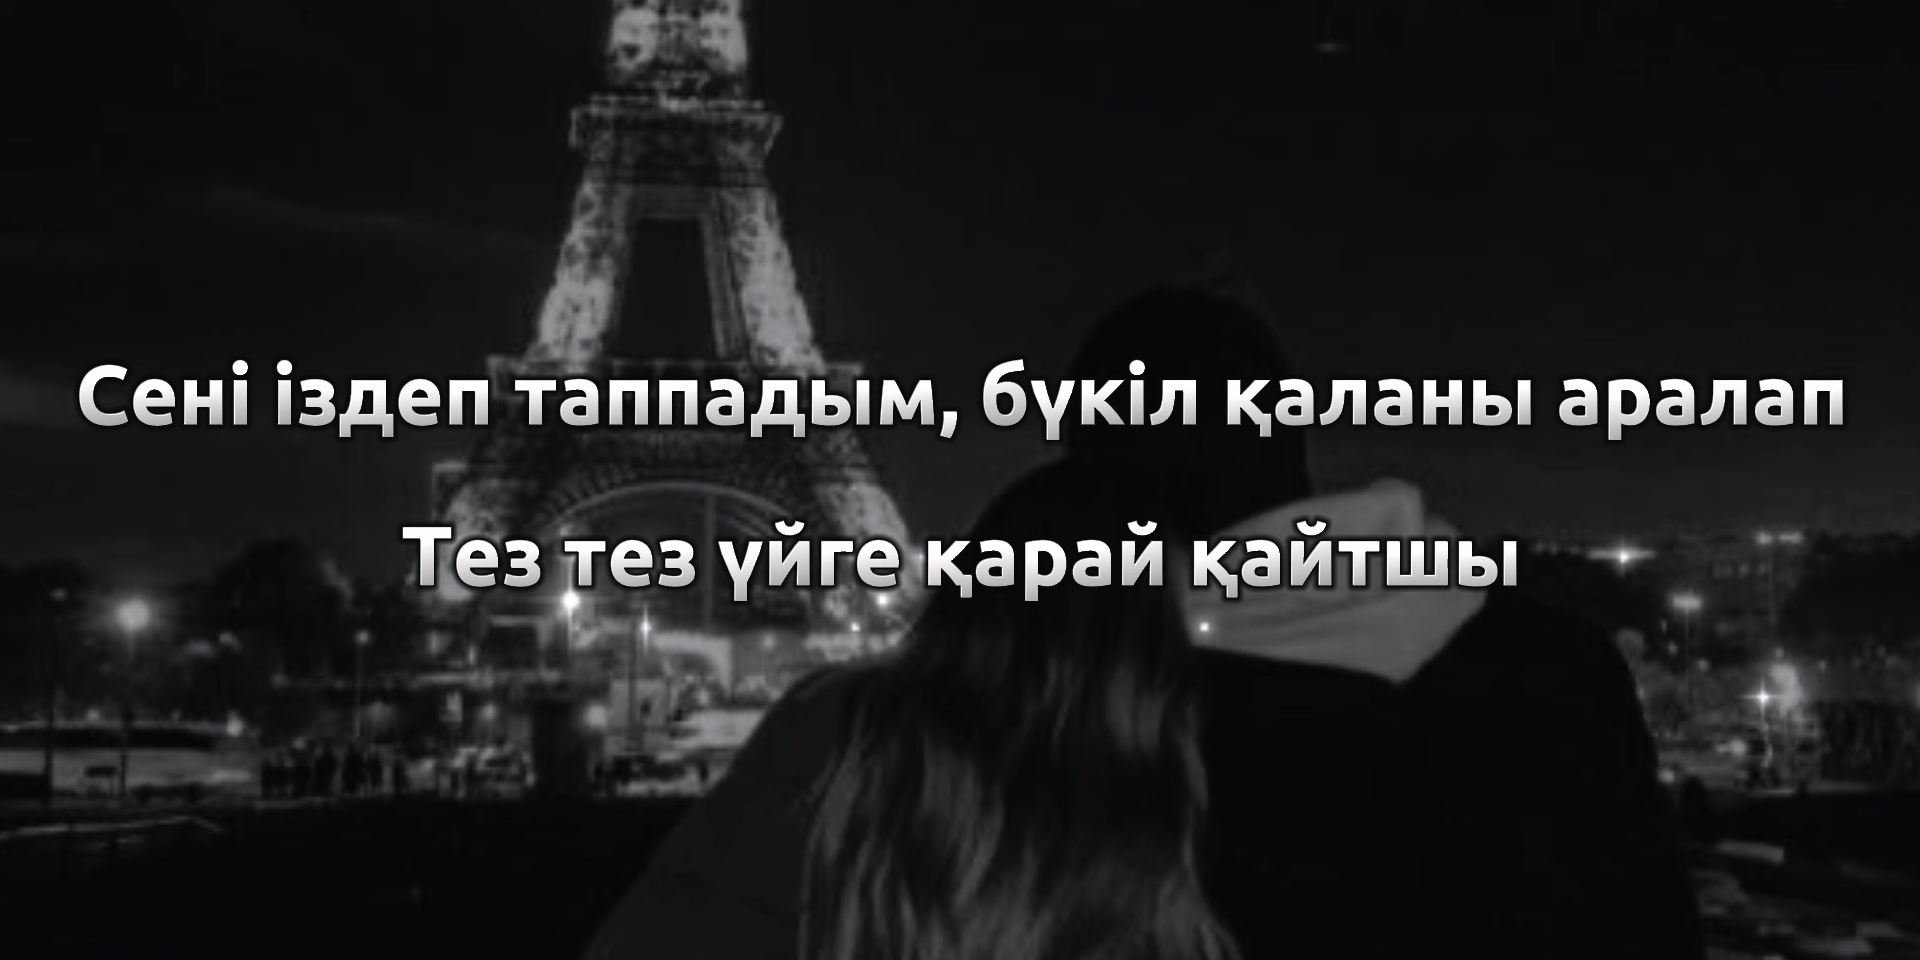 Сені іздеп таппадым, бүкіл қаланы аралап
Тез тез үйге қарай қайтшы